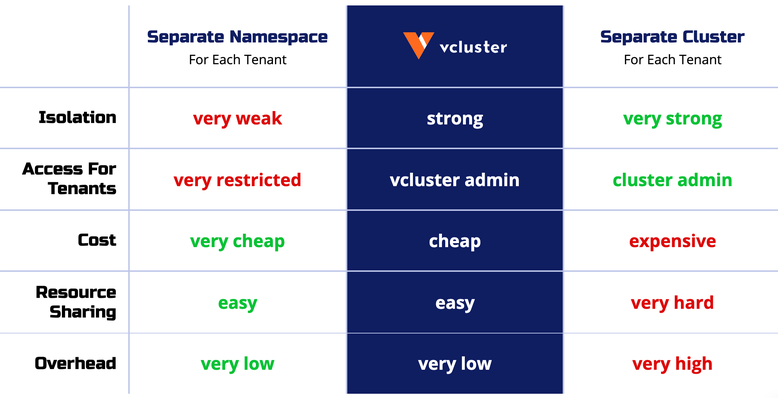 Separate Namespace
For Each Tenant
vcluster
Separate Cluster
For Each Tenant
Isolation
very weak
strong
very strong
Access For
Tenants
very restricted
vcluster admin
cluster admin
Cost
very cheap
cheap
expensive
Resource
Sharing
easy
easy
very hard
Overhead
very low
very low
very high